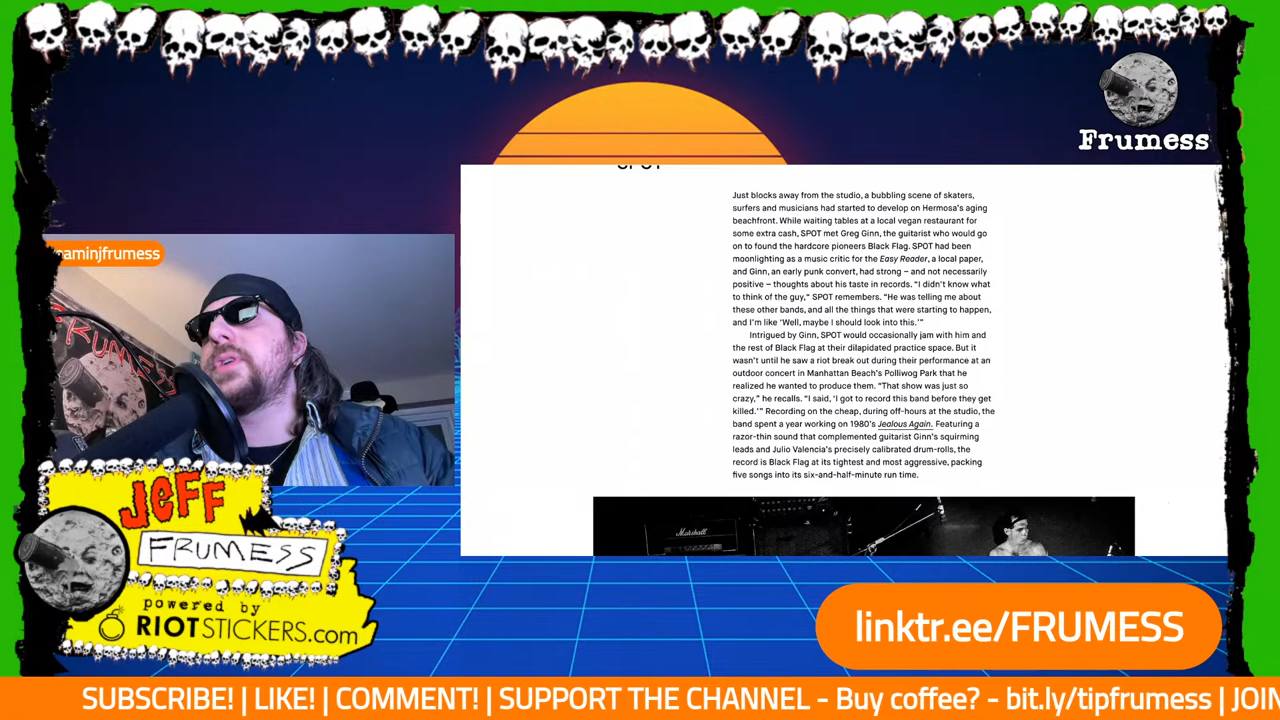 Frumess
SPOT
Just blocks away from the studio, a bubbling scene of skaters,
surfers and musicians had started to develop on Hermosa's aging
beachfront. While waiting tables at a local vegan restaurant for
some extra cash, SPOT met Greg Ginn, the guitarist who would go
on to found the hardcore pioneers Black Flag. SPOT had been
moonlighting as a music critic for the Easy Reader, a local paper,
and Ginn, an early punk convert, had strong – and not necessarily
positive – thoughts about his taste in records. “I didn’t know what
to think of the guy,” SPOT remembers. “He was telling me about
these other bands, and all the things that were starting to happen,
and I’m like ‘Well, maybe I should look into this.’”
Intrigued by Ginn, SPOT would occasionally jam with him and
the rest of Black Flag at their dilapidated practice space. But it
wasn’t until he saw a riot break out during their performance at an
outdoor concert in Manhattan Beach’s Polliwog Park that he
realized he wanted to produce them. “That show was just so
crazy,” he recalls. “I said, ‘I got to record this band before they get
killed.’” Recording on the cheap, during off-hours at the studio, the
band spent a year working on 1980’s Jealous Again. Featuring a
razor-thin sound that complemented guitarist Ginn’s squirming
leads and Julio Valencia’s precisely calibrated drum-rolls, the
record is Black Flag at its tightest and most aggressive, packing
five songs into its six-and-half-minute run time.
Marshall
aminjfrumess
FRUMESS
JEFF
FRUMESS
powered by
RIOTSTICKERS.com
linktr.ee/FRUMESS
SUBSCRIBE! | LIKE! | COMMENT! | SUPPORT THE CHANNEL - Buy coffee? - bit.ly/tipfrumess | JOIN